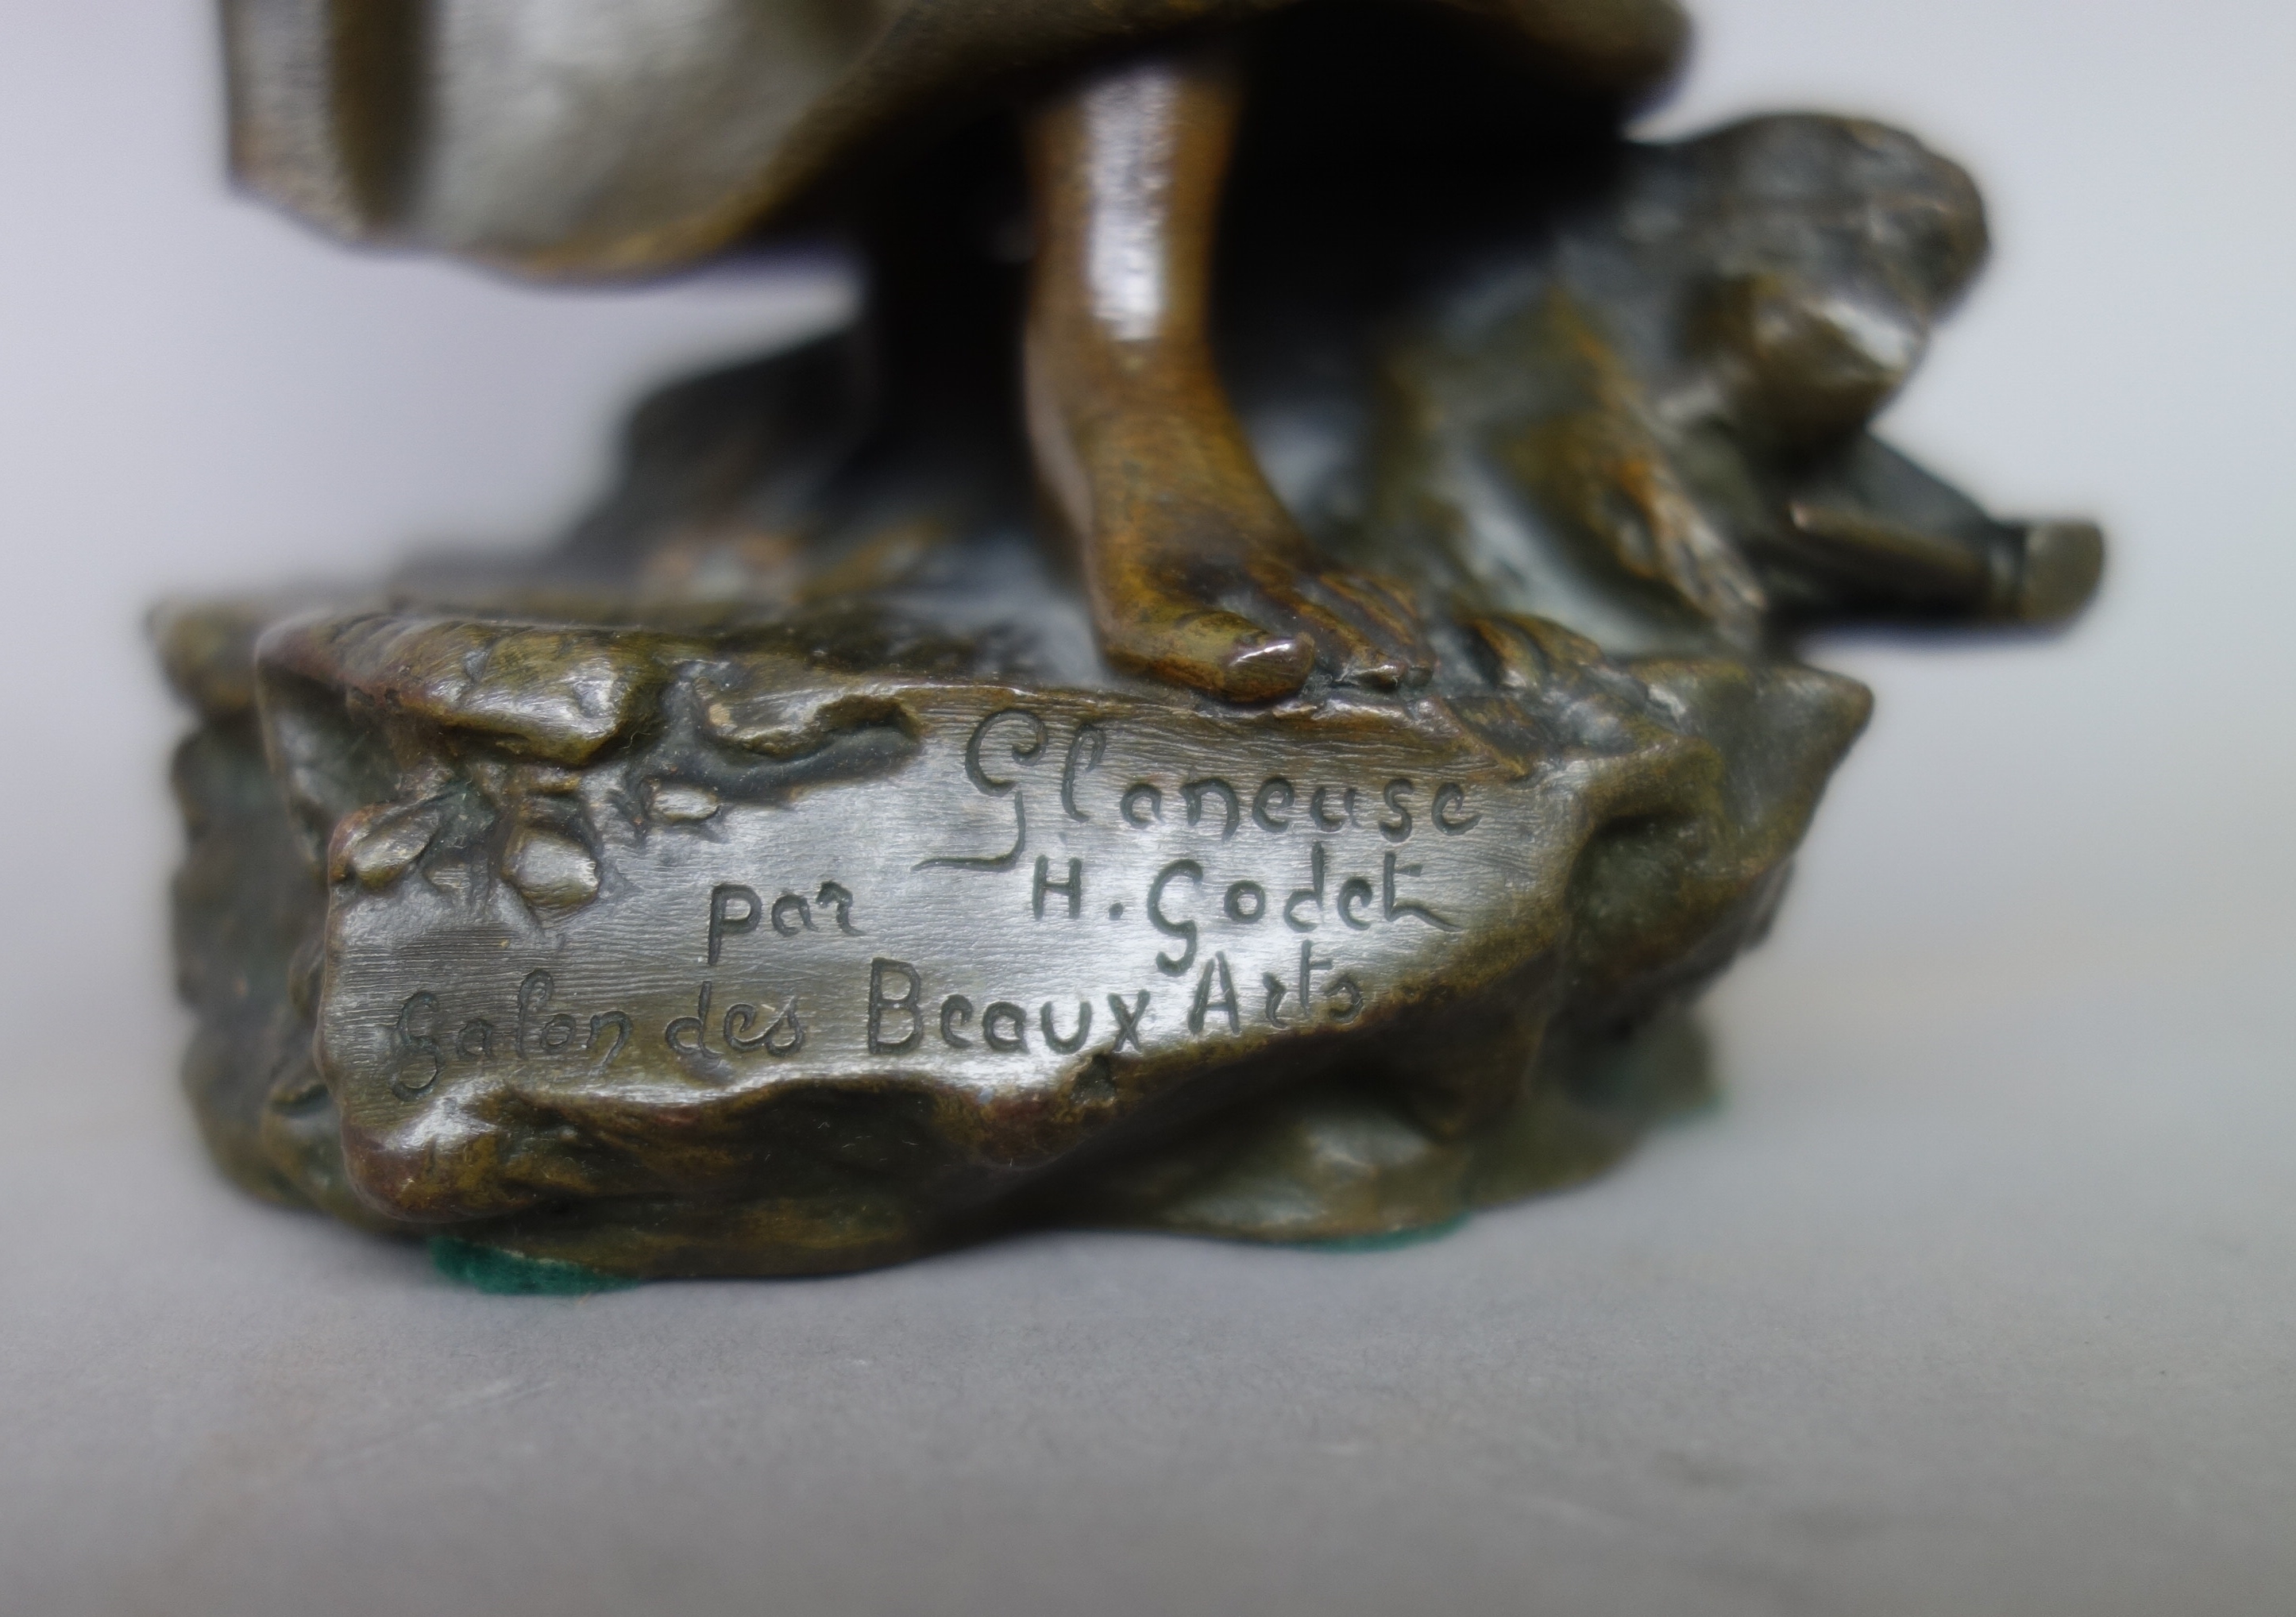 Glaneuse
par H. Godet
Salon des Beaux Arts